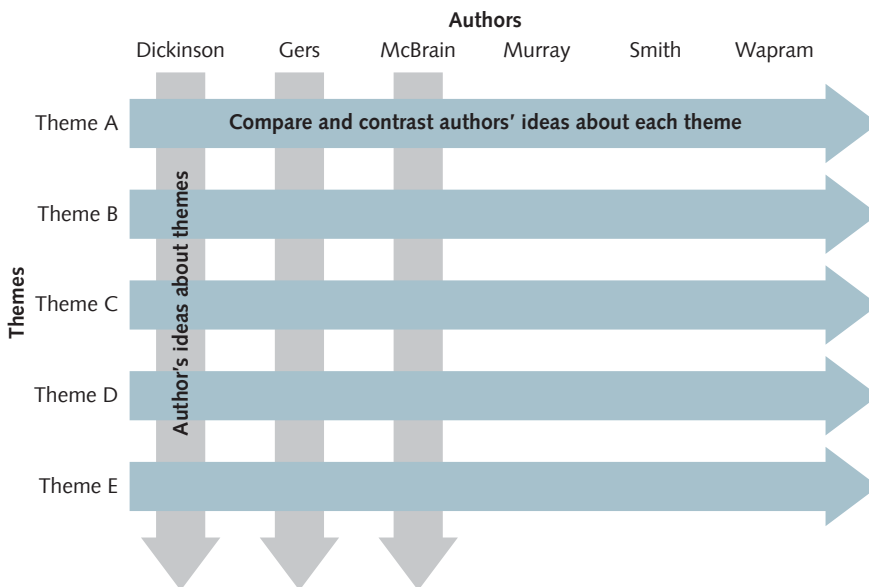 Authors
Dickinson Gers McBrain Murray Smith Wapram
Theme A
Compare and contrast authors' ideas about each theme
Theme B
Theme C
Theme D
Theme E
Themes
Author's ideas about themes